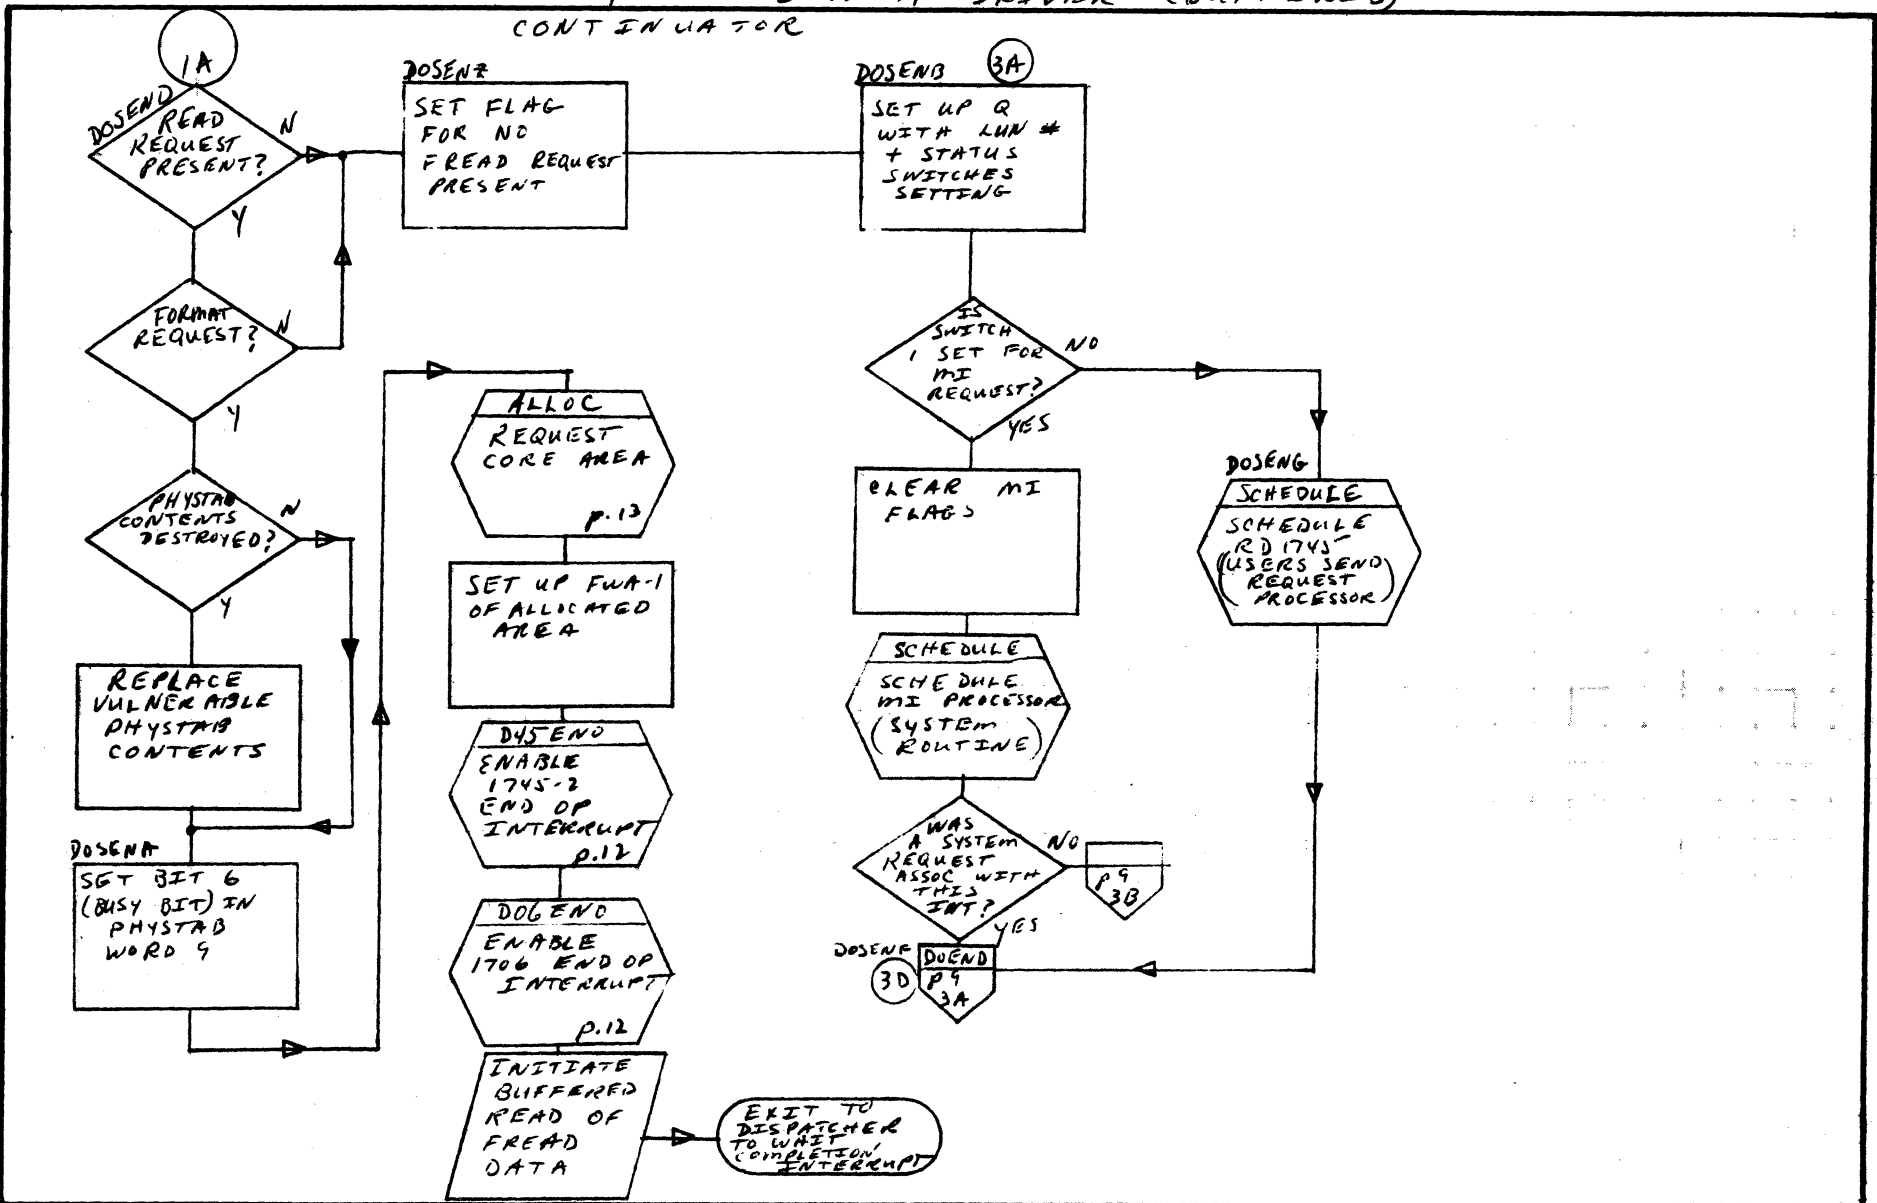 CONTINUATOR
1A
DOSEND
READ
REQUEST
PRESENT?
N
Y
FORMAT
REQUEST?
N
Y
PHYSTAB
CONTENTS
DESTROYED?
N
Y
REPLACE
VULNERABLE
PHYSTAB
CONTENTS
DOSENA
SET BIT 6
(BUSY BIT) IN
PHYSTAB
WORD 9
ALLOC
REQUEST
CORE AREA
p.13
SET UP FWA-1
OF ALLOCATED
AREA
D45ENO
ENABLE
1745-2
END OP
INTERRUPT
p.12
D06ENO
ENABLE
1706 END OP
INTERRUPT
p.12
INITIATE
BUFFERED
READ OF
FREAD
DATA
EXIT TO
DISPATCHER
TO WAIT
COMPLETION
INTERRUPT
DOSENZ
SET FLAG
FOR NO
FREAD REQUEST
PRESENT
DOSENB
3A
SET UP Q
WITH LUN #
+ STATUS
SWITCHES
SETTING
IS
SWITCH
1 SET FOR
MI
REQUEST?
NO
YES
CLEAR MI
FLAGS
SCHEDULE
SCHEDULE
MI PROCESSOR
(SYSTEM
ROUTINE)
WAS
A SYSTEM
REQUEST
ASSOC WITH
THIS
INT?
NO
P9
3B
YES
DOSENF
3D
DOEND
P9
3A
DOSENG
SCHEDULE
SCHEDULE
RD1745
(USERS SEND
REQUEST
PROCESSOR)